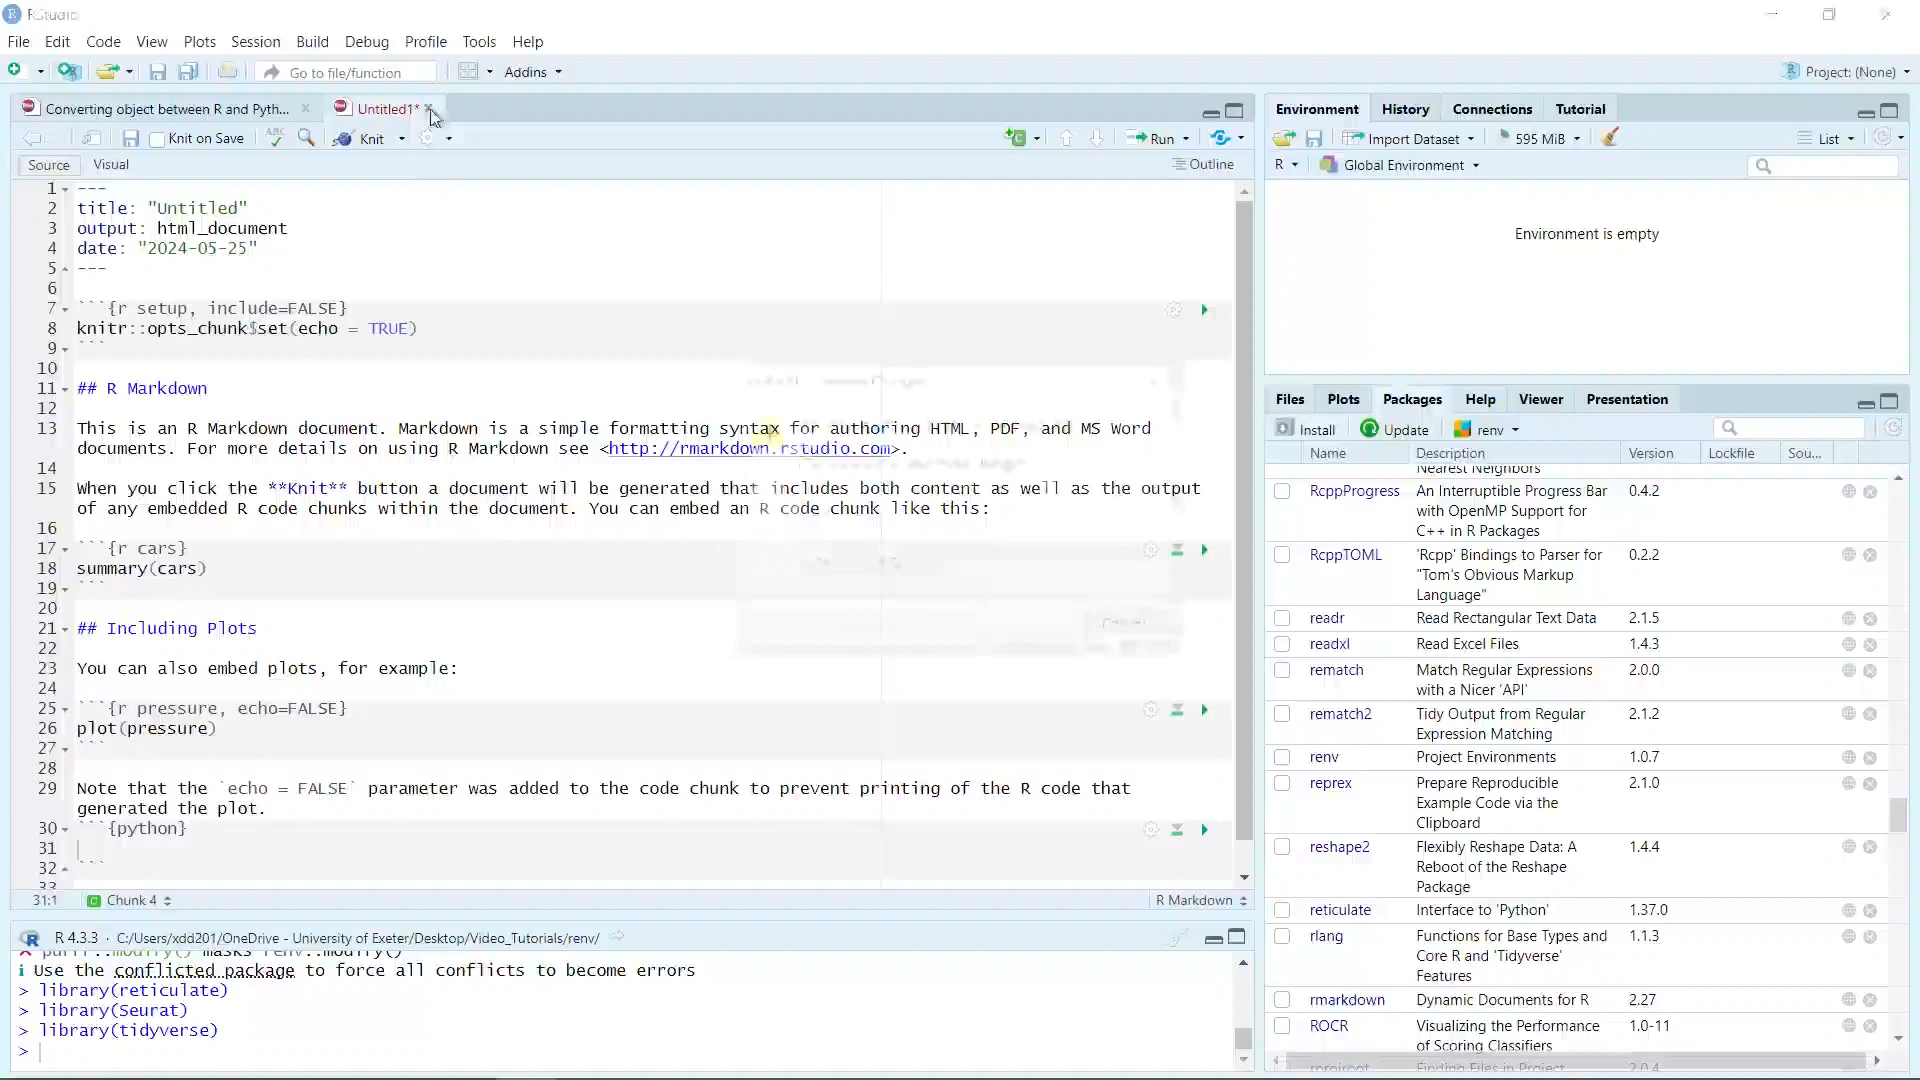 RStudio
File Edit Code View Plots Session Build Debug Profile Tools Help
Go to file/function Addins Project: (None)
Converting object between R and Pyth... Untitled1*
Knit on Save Knit Run
Source Visual Outline
1 ---
2 title: "Untitled"
3 output: html_document
4 date: "2024-05-25"
5 ---
6
7 ```{r setup, include=FALSE}
8 knitr::opts_chunk$set(echo = TRUE)
9 ```
10
11 ## R Markdown
12
13 This is an R Markdown document. Markdown is a simple formatting syntax for authoring HTML, PDF, and MS Word
documents. For more details on using R Markdown see <http://rmarkdown.rstudio.com>.
14
15 When you click the **Knit** button a document will be generated that includes both content as well as the output
of any embedded R code chunks within the document. You can embed an R code chunk like this:
16
17 ```{r cars}
18 summary(cars)
19 ```
20
21 ## Including Plots
22
23 You can also embed plots, for example:
24
25 ```{r pressure, echo=FALSE}
26 plot(pressure)
27 ```
28
29 Note that the `echo = FALSE` parameter was added to the code chunk to prevent printing of the R code that
generated the plot.
30 ```{python}
31
32 ```
33
31:1 Chunk 4 R Markdown
R 4.3.3 · C:/Users/xdd201/OneDrive - University of Exeter/Desktop/Video_Tutorials/renv/
✖ purrr::modify() masks renv::modify()
ℹ Use the conflicted package to force all conflicts to become errors
> library(reticulate)
> library(Seurat)
> library(tidyverse)
>
Environment History Connections Tutorial
Import Dataset 595 MiB List
R Global Environment
Environment is empty
Files Plots Packages Help Viewer Presentation
Install Update renv
Name Description Version Lockfile Sou...
Nearest Neighbors
RcppProgress An Interruptible Progress Bar 0.4.2
with OpenMP Support for
C++ in R Packages
RcppTOML 'Rcpp' Bindings to Parser for 0.2.2
"Tom's Obvious Markup
Language"
readr Read Rectangular Text Data 2.1.5
readxl Read Excel Files 1.4.3
rematch Match Regular Expressions 2.0.0
with a Nicer 'API'
rematch2 Tidy Output from Regular 2.1.2
Expression Matching
renv Project Environments 1.0.7
reprex Prepare Reproducible 2.1.0
Example Code via the
Clipboard
reshape2 Flexibly Reshape Data: A 1.4.4
Reboot of the Reshape
Package
reticulate Interface to 'Python' 1.37.0
rlang Functions for Base Types and 1.1.3
Core R and 'Tidyverse'
Features
rmarkdown Dynamic Documents for R 2.27
ROCR Visualizing the Performance 1.0-11
of Scoring Classifiers
rprojroot Finding Files in Project 2.0.4